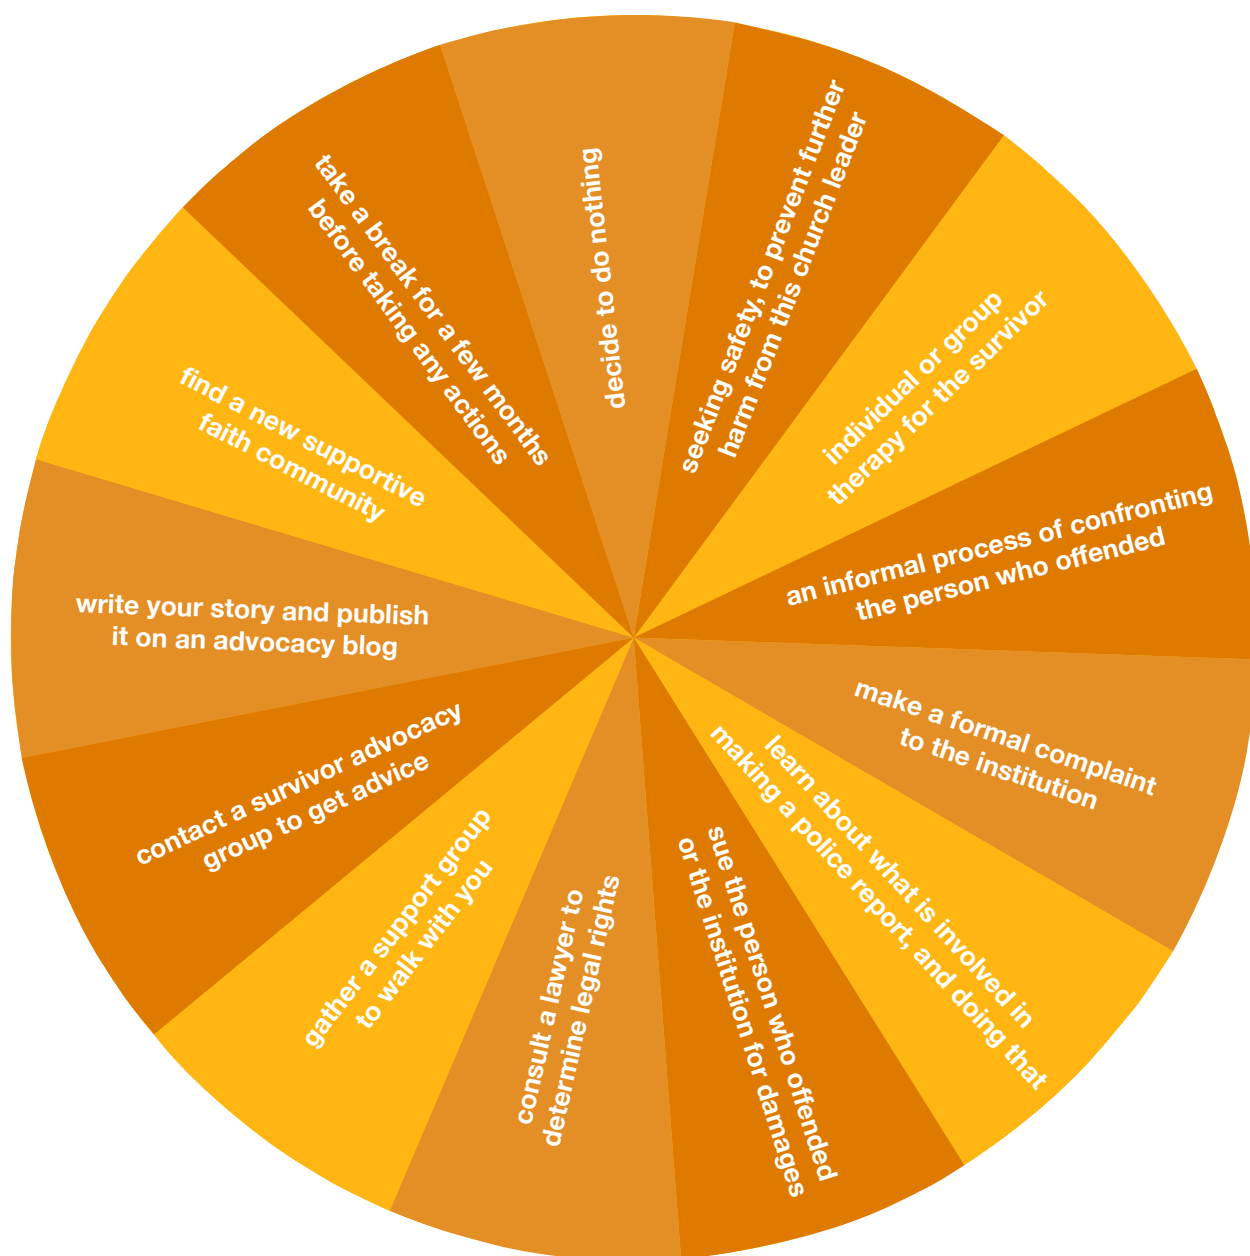 decide to do nothing
seeking safety, to prevent further
harm from this church leader
individual or group
therapy for the survivor
an informal process of confronting
the person who offended
make a formal complaint
to the institution
learn about what is involved in
making a police report, and doing that
sue the person who offended
or the institution for damages
consult a lawyer to
determine legal rights
gather a support group
to walk with you
contact a survivor advocacy
group to get advice
write your story and publish
it on an advocacy blog
find a new supportive
faith community
take a break for a few months
before taking any actions